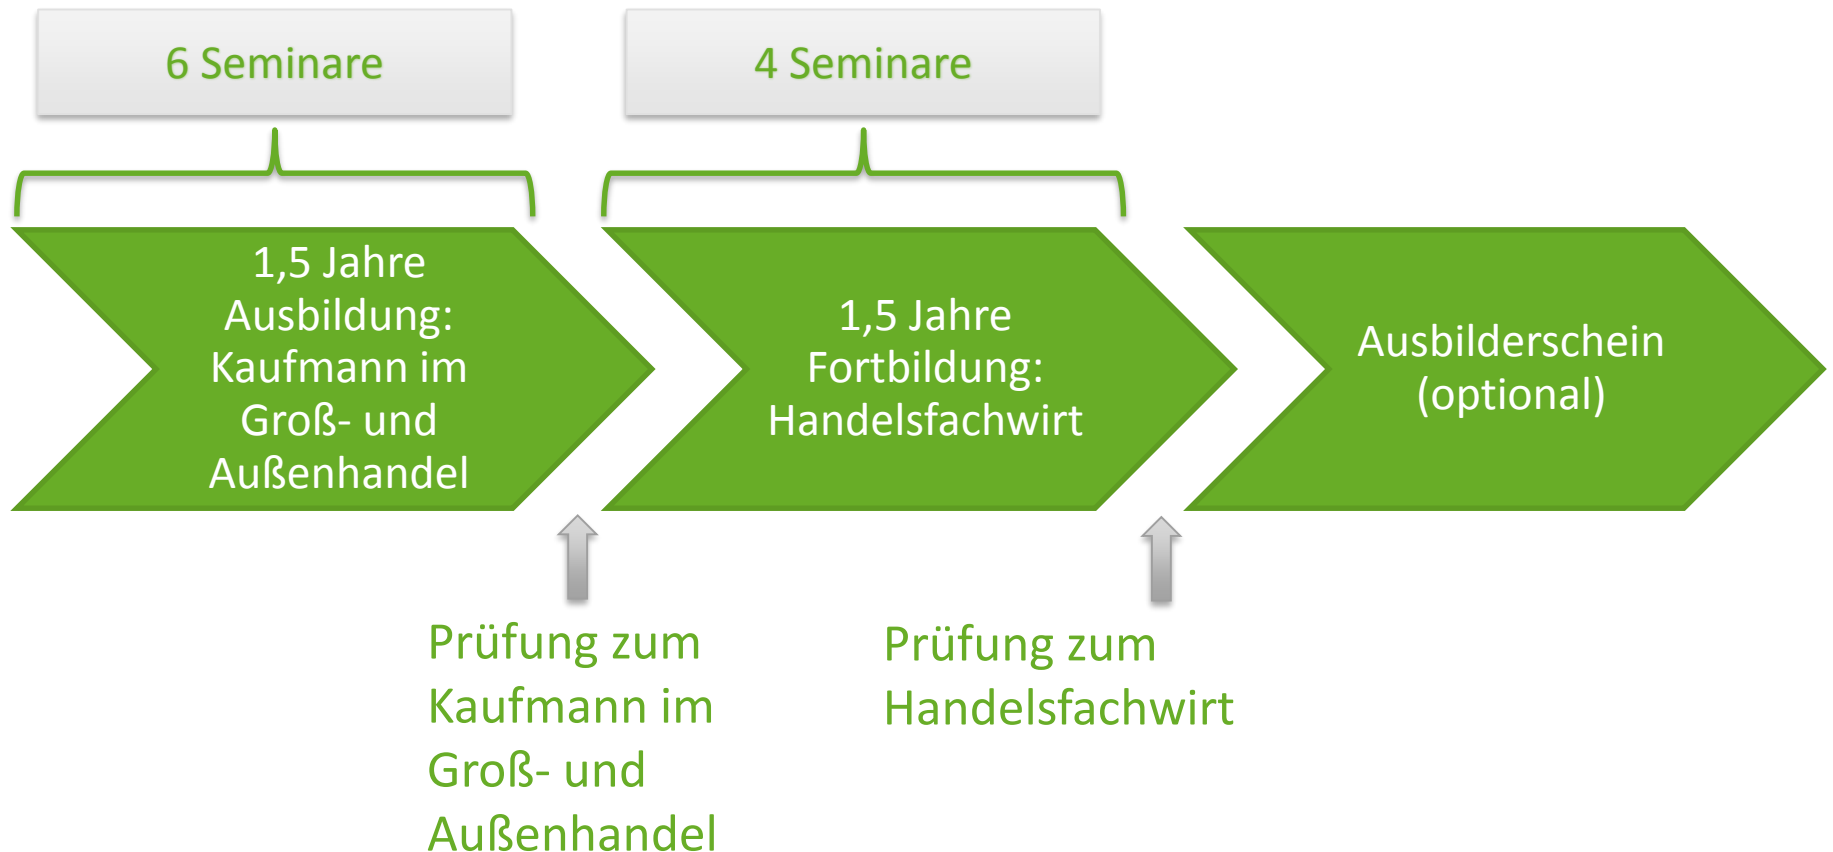 6 Seminare
4 Seminare
1,5 Jahre
Ausbildung:
Kaufmann im
Groß- und
Außenhandel
1,5 Jahre
Fortbildung:
Handelsfachwirt
Ausbilderschein
(optional)
Prüfung zum
Kaufmann im
Groß- und
Außenhandel
Prüfung zum
Handelsfachwirt